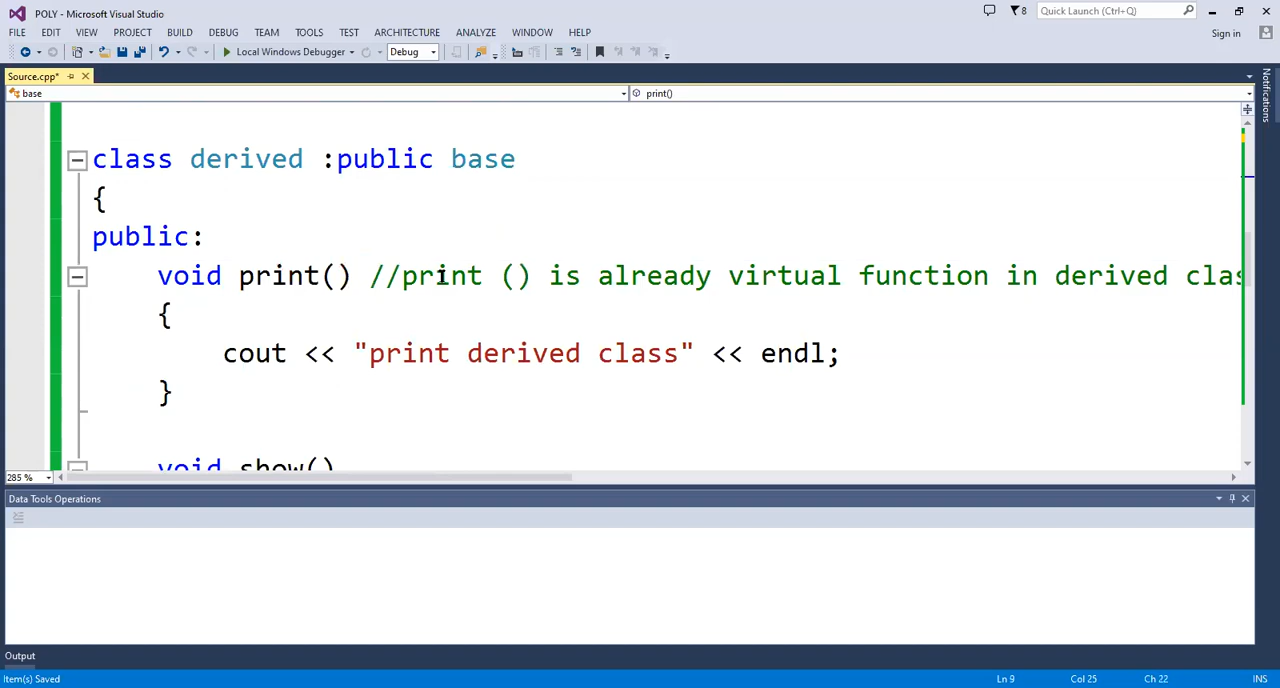 POLY - Microsoft Visual Studio
8
Quick Launch (Ctrl+Q)
FILE EDIT VIEW PROJECT BUILD DEBUG TEAM TOOLS TEST ARCHITECTURE ANALYZE WINDOW HELP
Sign in
Local Windows Debugger
Debug
Source.cpp*
base
print()
Notifications
class derived :public base
{
public:
void print() //print () is already virtual function in derived clas
{
cout << "print derived class" << endl;
}
void show()
285 %
Data Tools Operations
Output
Item(s) Saved
Ln 9
Col 25
Ch 22
INS